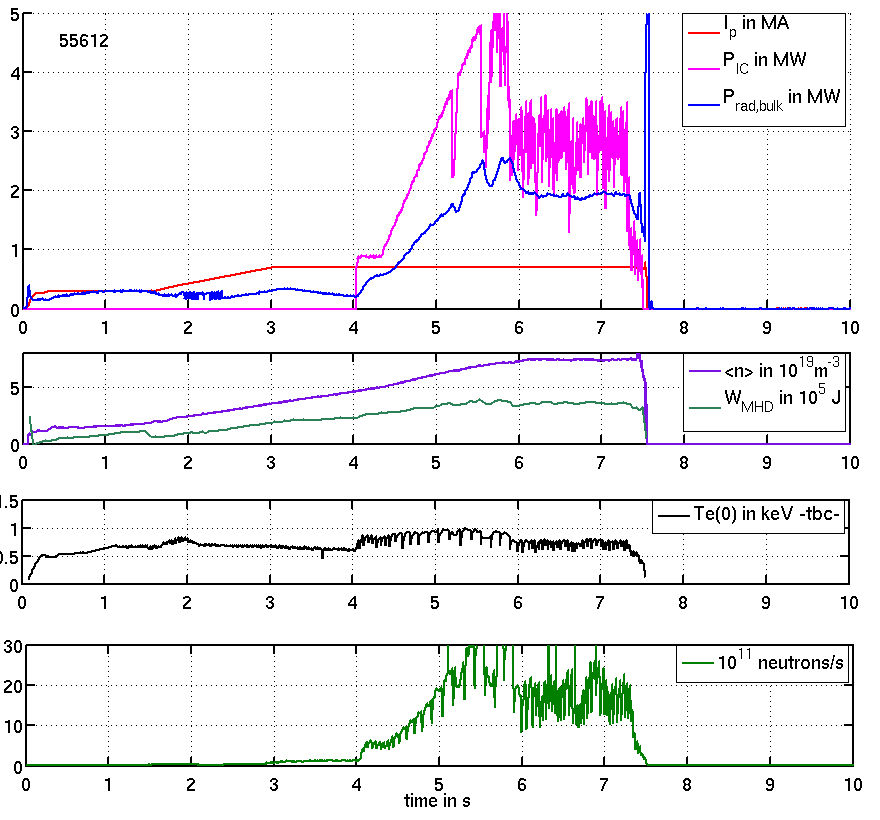 5
4
3
2
1
0
55612
I_p in MA
P_IC in MW
P_rad,bulk in MW
0 1 2 3 4 5 6 7 8 9 10
5
0
<n> in 10^19 m^-3
W_MHD in 10^5 J
0 1 2 3 4 5 6 7 8 9 10
1.5
1
0.5
0
Te(0) in keV -tbc-
0 1 2 3 4 5 6 7 8 9 10
30
20
10
0
10^11 neutrons/s
0 1 2 3 4 5 6 7 8 9 10
time in s